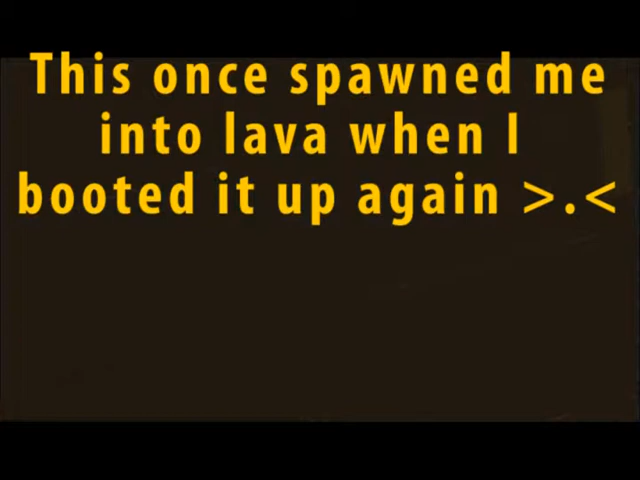 This once spawned me
into lava when I
booted it up again >.<